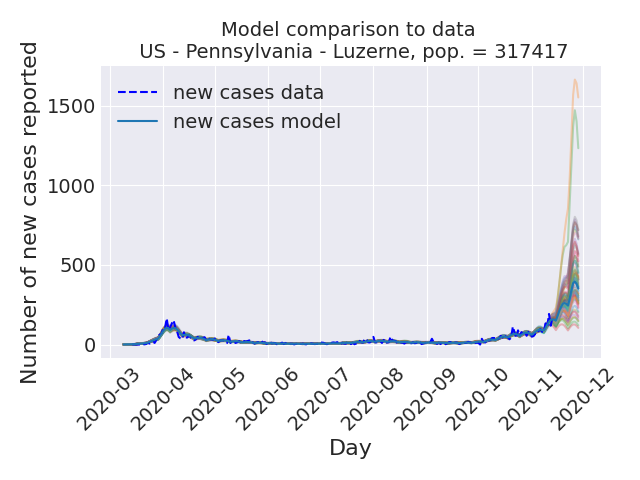 Model comparison to data
US - Pennsylvania - Luzerne, pop. = 317417
Number of new cases reported
1500
1000
500
0
new cases data
new cases model
2020-03
2020-04
2020-05
2020-06
2020-07
2020-08
2020-09
2020-10
2020-11
2020-12
Day